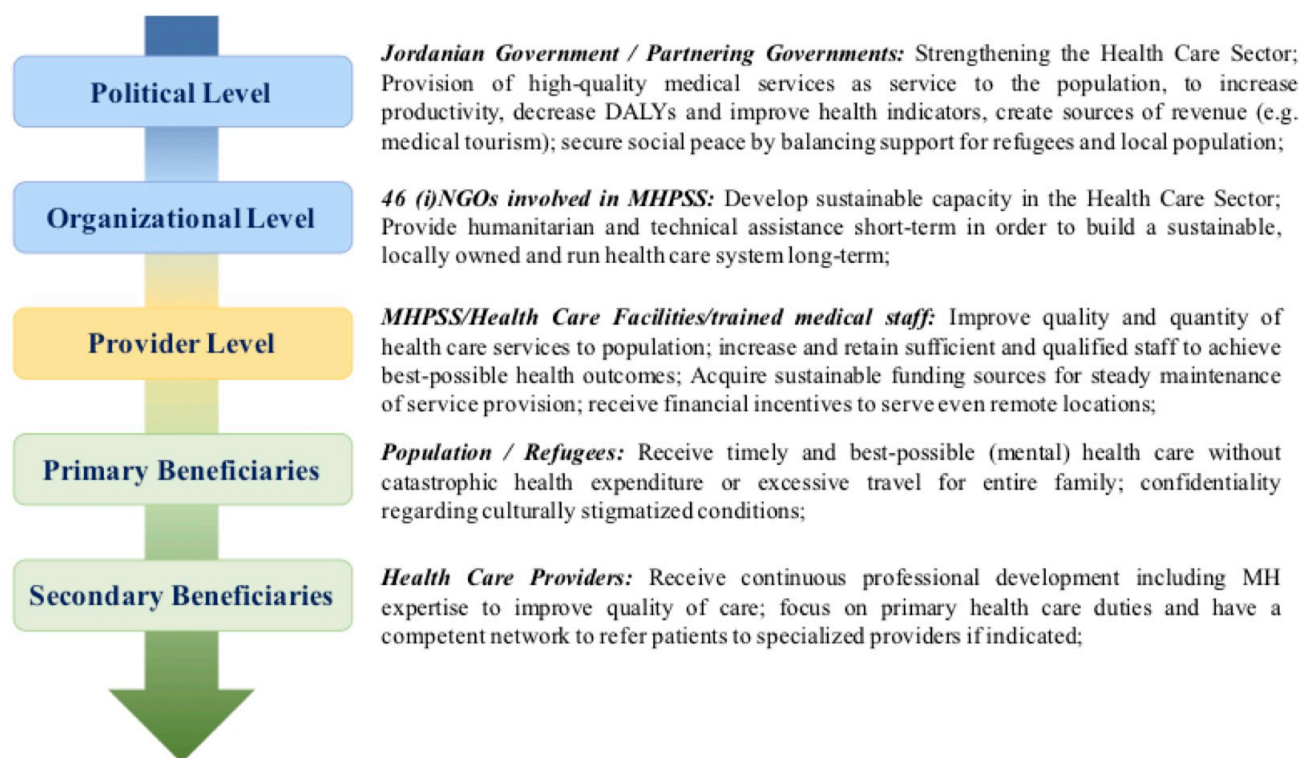 Political Level
Jordanian Government / Partnering Governments: Strengthening the Health Care Sector;
Provision of high-quality medical services as service to the population, to increase
productivity, decrease DALYs and improve health indicators, create sources of revenue (e.g.
medical tourism); secure social peace by balancing support for refugees and local population;
Organizational Level
46 (i)NGOs involved in MHPSS: Develop sustainable capacity in the Health Care Sector;
Provide humanitarian and technical assistance short-term in order to build a sustainable,
locally owned and run health care system long-term;
Provider Level
MHPSS/Health Care Facilities/trained medical staff: Improve quality and quantity of
health care services to population; increase and retain sufficient and qualified staff to achieve
best-possible health outcomes; Acquire sustainable funding sources for steady maintenance
of service provision; receive financial incentives to serve even remote locations;
Primary Beneficiaries
Population / Refugees: Receive timely and best-possible (mental) health care without
catastrophic health expenditure or excessive travel for entire family; confidentiality
regarding culturally stigmatized conditions;
Secondary Beneficiaries
Health Care Providers: Receive continuous professional development including MH
expertise to improve quality of care; focus on primary health care duties and have a
competent network to refer patients to specialized providers if indicated;